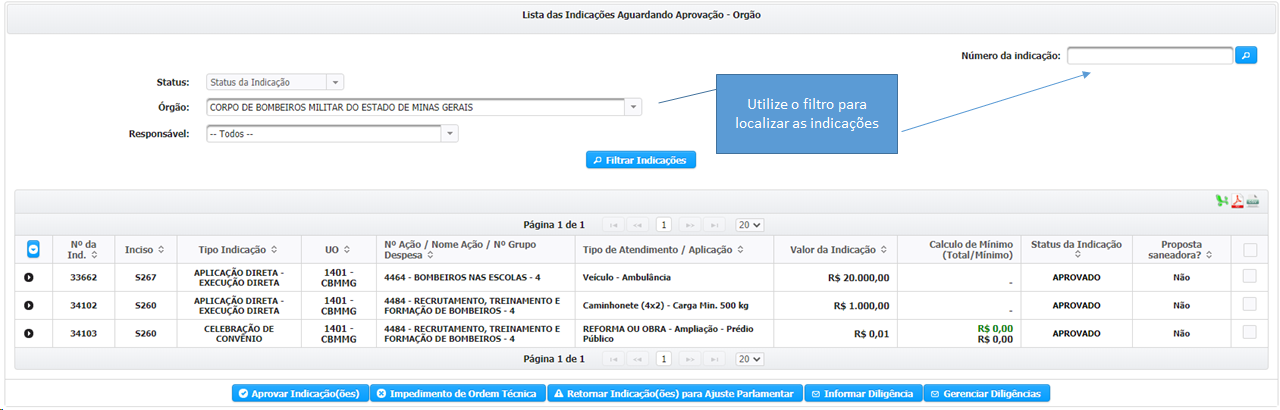 Lista das Indicações Aguardando Aprovação - Orgão
Número da indicação:
Status: Status da Indicação
Órgão: CORPO DE BOMBEIROS MILITAR DO ESTADO DE MINAS GERAIS
Responsável: -- Todos --
Utilize o filtro para
localizar as indicações
Filtrar Indicações
Página 1 de 1 1 20
Nº da
Ind.
Inciso
Tipo Indicação
UO
Nº Ação / Nome Ação / Nº Grupo
Despesa
Tipo de Atendimento / Aplicação
Valor da Indicação
Calculo de Mínimo
(Total/Mínimo)
Status da Indicação
Proposta
saneadora?
33662
S267
APLICAÇÃO DIRETA -
EXECUÇÃO DIRETA
1401 -
CBMMG
4464 - BOMBEIROS NAS ESCOLAS - 4
Veículo - Ambulância
R$ 20.000,00
-
APROVADO
Não
34102
S260
APLICAÇÃO DIRETA -
EXECUÇÃO DIRETA
1401 -
CBMMG
4484 - RECRUTAMENTO, TREINAMENTO E
FORMAÇÃO DE BOMBEIROS - 4
Caminhonete (4x2) - Carga Min. 500 kg
R$ 1.000,00
-
APROVADO
Não
34103
S260
CELEBRAÇÃO DE
CONVÊNIO
1401 -
CBMMG
4484 - RECRUTAMENTO, TREINAMENTO E
FORMAÇÃO DE BOMBEIROS - 4
REFORMA OU OBRA - Ampliação - Prédio
Público
R$ 0,01
R$ 0,00
R$ 0,00
APROVADO
Não
Página 1 de 1 1 20
Aprovar Indicação(ões)
Impedimento de Ordem Técnica
Retornar Indicação(ões) para Ajuste Parlamentar
Informar Diligência
Gerenciar Diligências